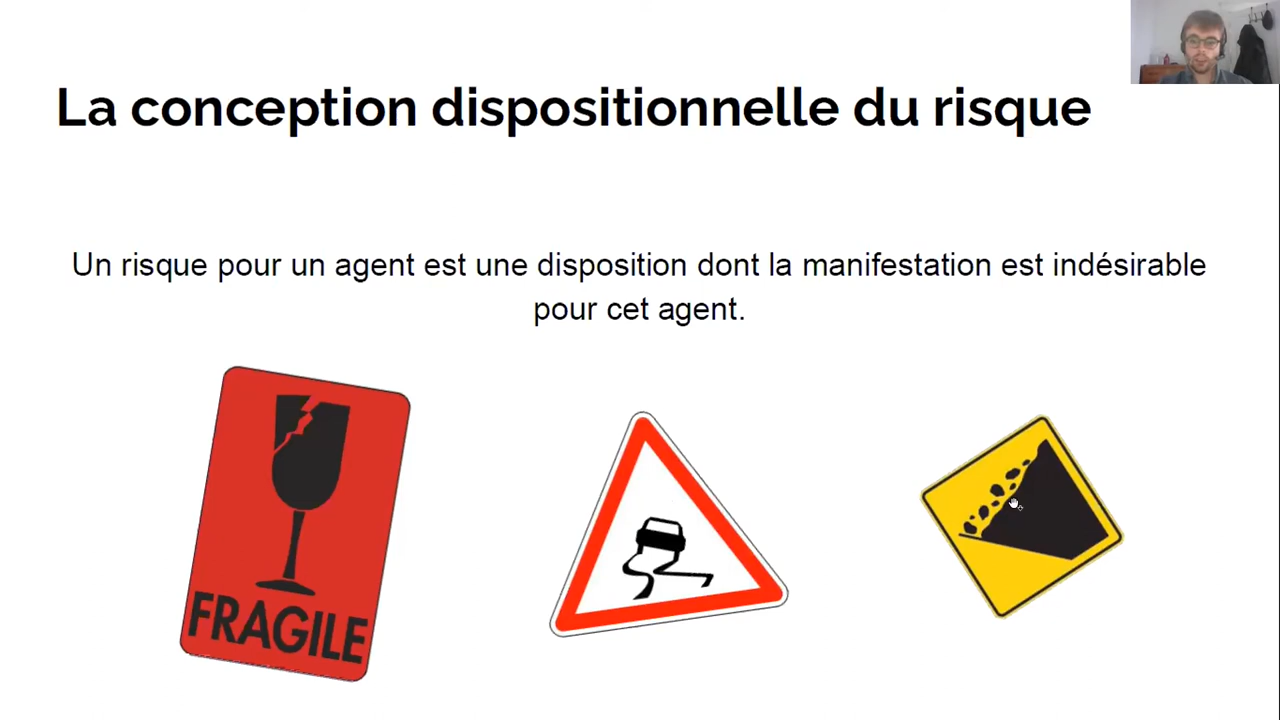 La conception dispositionnelle du risque
Un risque pour un agent est une disposition dont la manifestation est indésirable
pour cet agent.
FRAGILE